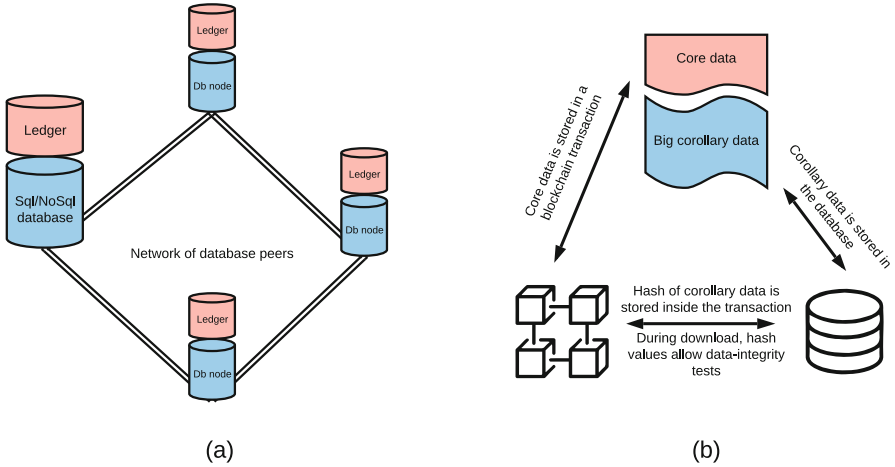 Ledger
Db node
Ledger
Sql/NoSql
database
Ledger
Db node
Network of database peers
Ledger
Db node
(a)
Core data
Big corollary data
Core data is stored in a
blockchain transaction
Corollary data is stored in
the database
Hash of corollary data is
stored inside the transaction
During download, hash
values allow data-integrity
tests
(b)